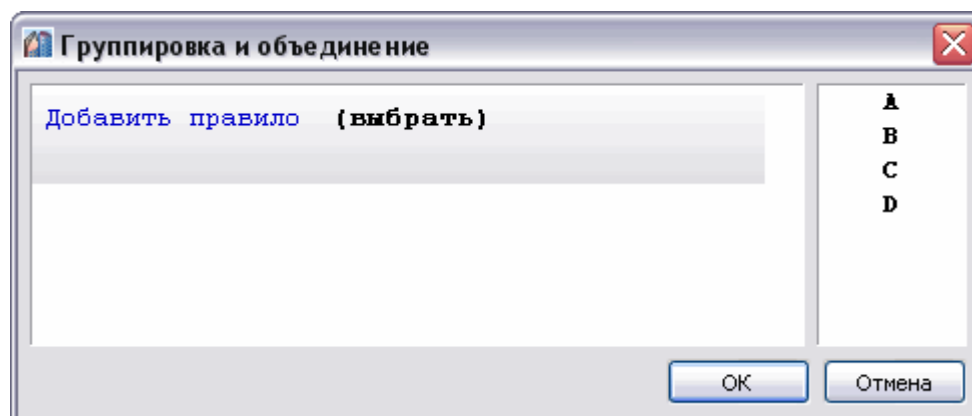 Группировка и объединение
Добавить правило (выбрать)
A
B
C
D
OK
Отмена